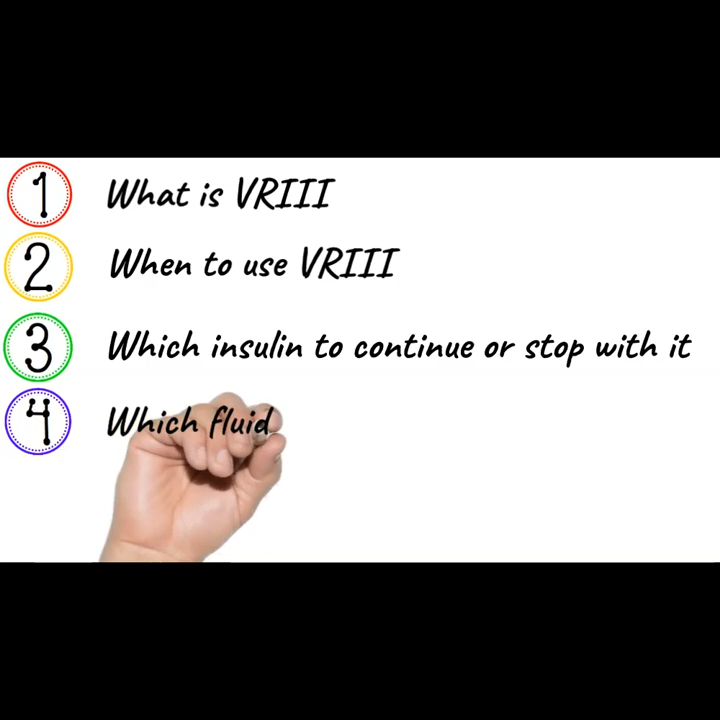 1 What is VRIII
2 When to use VRIII
3 Which insulin to continue or stop with it
4 Which fluid